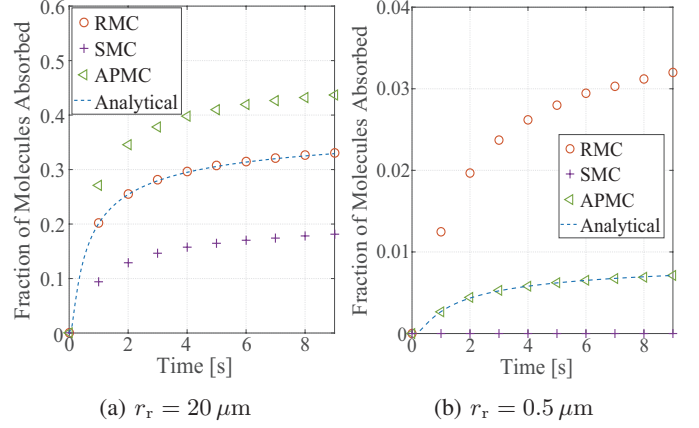 0.6
0.5
0.4
0.3
0.2
0.1
0
Fraction of Molecules Absorbed
RMC
SMC
APMC
Analytical
0 2 4 6 8
Time [s]
(a) r_r = 20 μm
0.04
0.03
0.02
0.01
0
Fraction of Molecules Absorbed
RMC
SMC
APMC
Analytical
0 2 4 6 8
Time [s]
(b) r_r = 0.5 μm